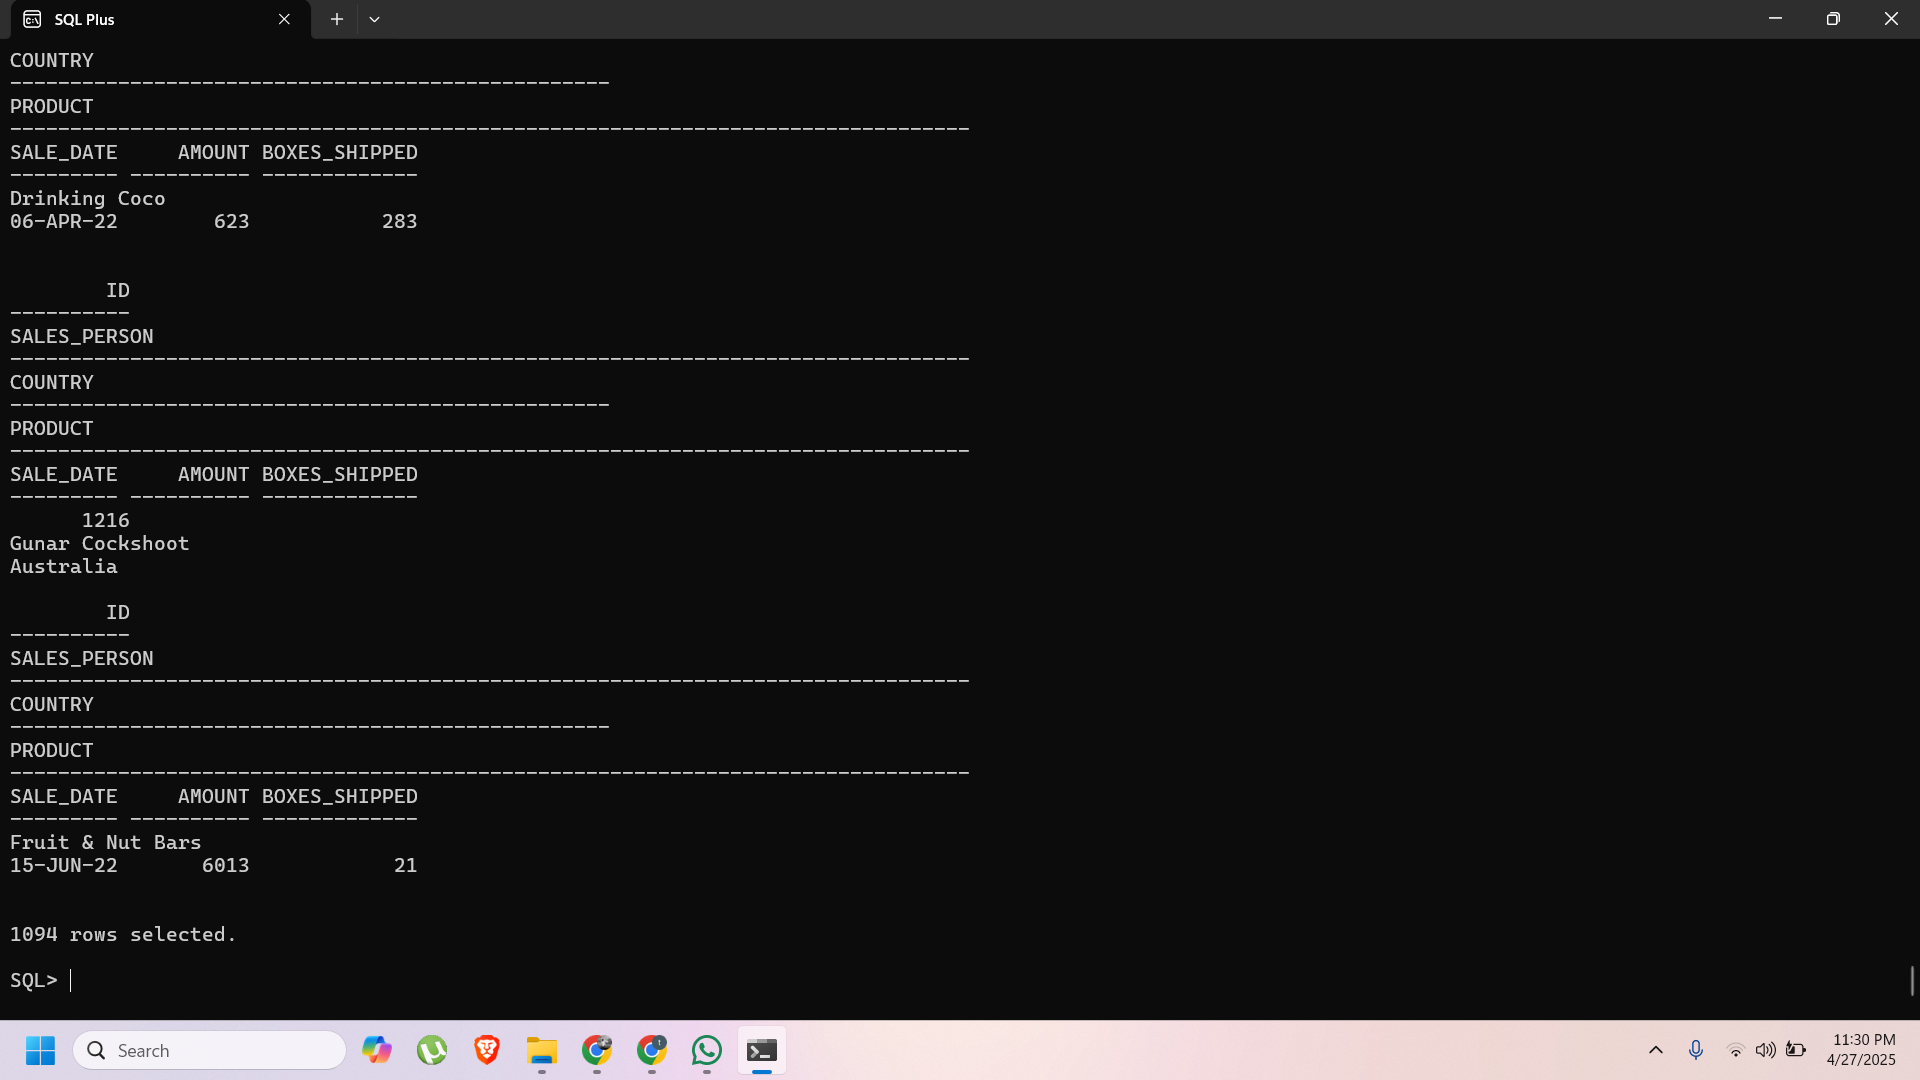 SQL Plus
COUNTRY
--------------------------------------------------
PRODUCT
--------------------------------------------------------------------------------
SALE_DATE     AMOUNT BOXES_SHIPPED
--------- ---------- -------------
Drinking Coco
06-APR-22        623           283
        ID
----------
SALES_PERSON
--------------------------------------------------------------------------------
COUNTRY
--------------------------------------------------
PRODUCT
--------------------------------------------------------------------------------
SALE_DATE     AMOUNT BOXES_SHIPPED
--------- ---------- -------------
      1216
Gunar Cockshoot
Australia
        ID
----------
SALES_PERSON
--------------------------------------------------------------------------------
COUNTRY
--------------------------------------------------
PRODUCT
--------------------------------------------------------------------------------
SALE_DATE     AMOUNT BOXES_SHIPPED
--------- ---------- -------------
Fruit & Nut Bars
15-JUN-22       6013            21
1094 rows selected.
SQL>
Search
11:30 PM
4/27/2025